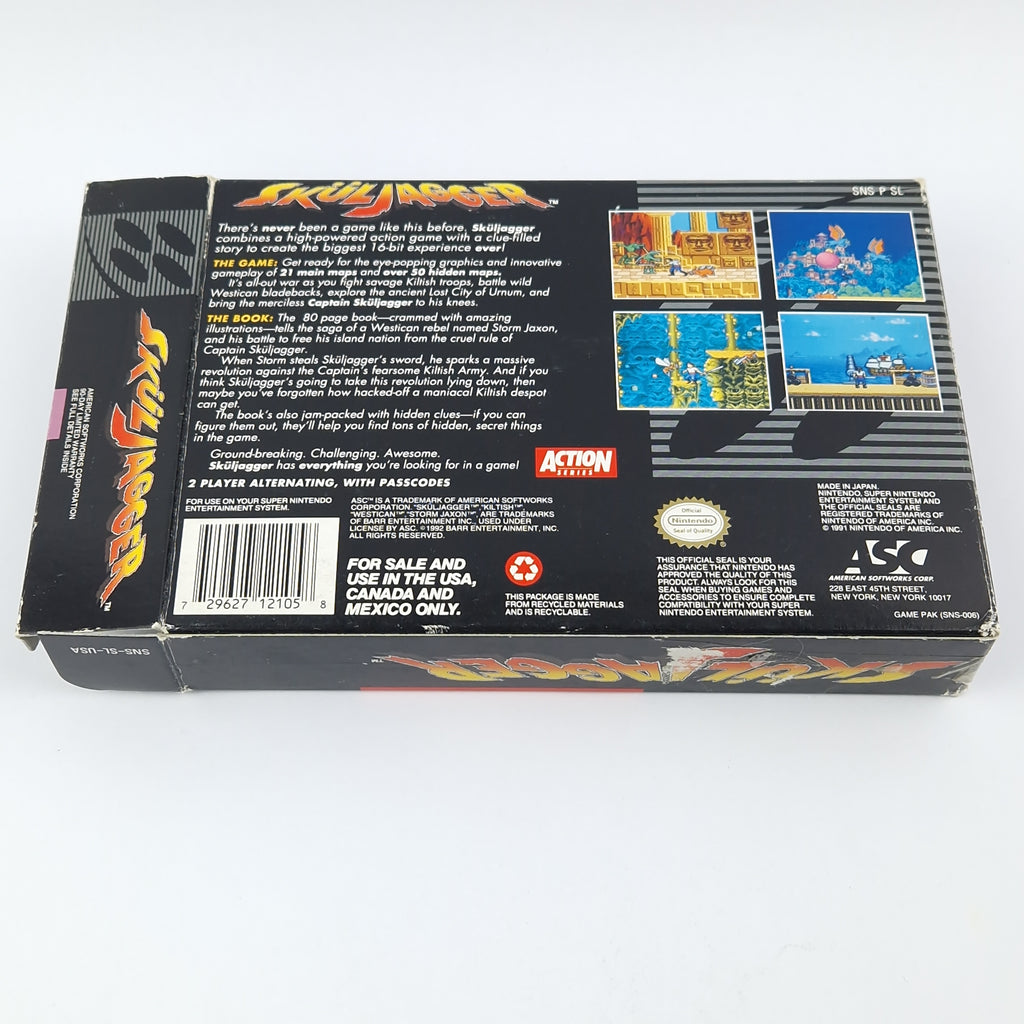 SKÜLJAGGER™
SNS P SL
There's never been a game like this before. Sküljagger
combines a high-powered action game with a clue-filled
story to create the biggest 16-bit experience ever!
THE GAME: Get ready for the eye-popping graphics and innovative
gameplay of 21 main maps and over 50 hidden maps.
It's all-out war as you fight savage Kiltish troops, battle wild
Westican bladebacks, explore the ancient Lost City of Urnum, and
bring the merciless Captain Sküljagger to his knees.
THE BOOK: The 80 page book—crammed with amazing
illustrations—tells the saga of a Westican rebel named Storm Jaxon,
and his battle to free his island nation from the cruel rule of
Captain Sküljagger.
When Storm steals Sküljagger's sword, he sparks a massive
revolution against the Captain's fearsome Kiltish Army. And if you
think Sküljagger's going to take this revolution lying down, then
maybe you've forgotten how hacked-off a maniacal Kiltish despot
can get.
The book's also jam-packed with hidden clues—if you can
figure them out, they'll help you find tons of hidden, secret things
in the game.
Ground-breaking. Challenging. Awesome.
Sküljagger has everything you're looking for in a game!
2 PLAYER ALTERNATING, WITH PASSCODES
ACTION
SERIES
FOR USE ON YOUR SUPER NINTENDO
ENTERTAINMENT SYSTEM.
ASC™ IS A TRADEMARK OF AMERICAN SOFTWORKS
CORPORATION. "SKÜLJAGGER™", "KILTISH™",
"WESTICAN™", "STORM JAXON™", ARE TRADEMARKS
OF BARR ENTERTAINMENT INC., USED UNDER
LICENSE BY ASC. © 1992 BARR ENTERTAINMENT, INC.
ALL RIGHTS RESERVED.
7 29627 12105 8
FOR SALE AND
USE IN THE USA,
CANADA AND
MEXICO ONLY.
THIS PACKAGE IS MADE
FROM RECYCLED MATERIALS
AND IS RECYCLABLE.
Official
Nintendo
Seal of Quality
THIS OFFICIAL SEAL IS YOUR
ASSURANCE THAT NINTENDO HAS
APPROVED THE QUALITY OF THIS
PRODUCT. ALWAYS LOOK FOR THIS
SEAL WHEN BUYING GAMES AND
ACCESSORIES TO ENSURE COMPLETE
COMPATIBILITY WITH YOUR SUPER
NINTENDO ENTERTAINMENT SYSTEM.
MADE IN JAPAN.
NINTENDO, SUPER NINTENDO
ENTERTAINMENT SYSTEM AND
THE OFFICIAL SEALS ARE
REGISTERED TRADEMARKS OF
NINTENDO OF AMERICA INC.
© 1991 NINTENDO OF AMERICA INC.
ASC
AMERICAN SOFTWORKS CORP.
228 EAST 45TH STREET,
NEW YORK, NEW YORK 10017
GAME PAK (SNS-006)
SKÜLJAGGER™
AMERICAN SOFTWORKS CORPORATION
90-DAY LIMITED WARRANTY
SEE FULL DETAILS INSIDE
SNS-SL-USA
SKÜLJAGGER™